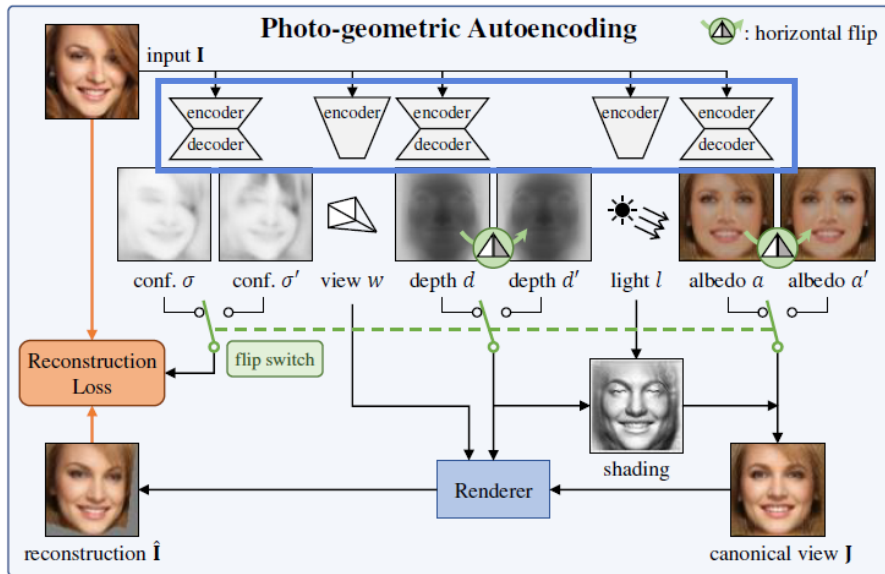 Photo-geometric Autoencoding
: horizontal flip
input I
encoder
decoder
encoder
encoder
decoder
encoder
encoder
decoder
conf. σ
conf. σ′
view w
depth d
depth d′
light l
albedo a
albedo a′
flip switch
Reconstruction
Loss
shading
Renderer
reconstruction Î
canonical view J